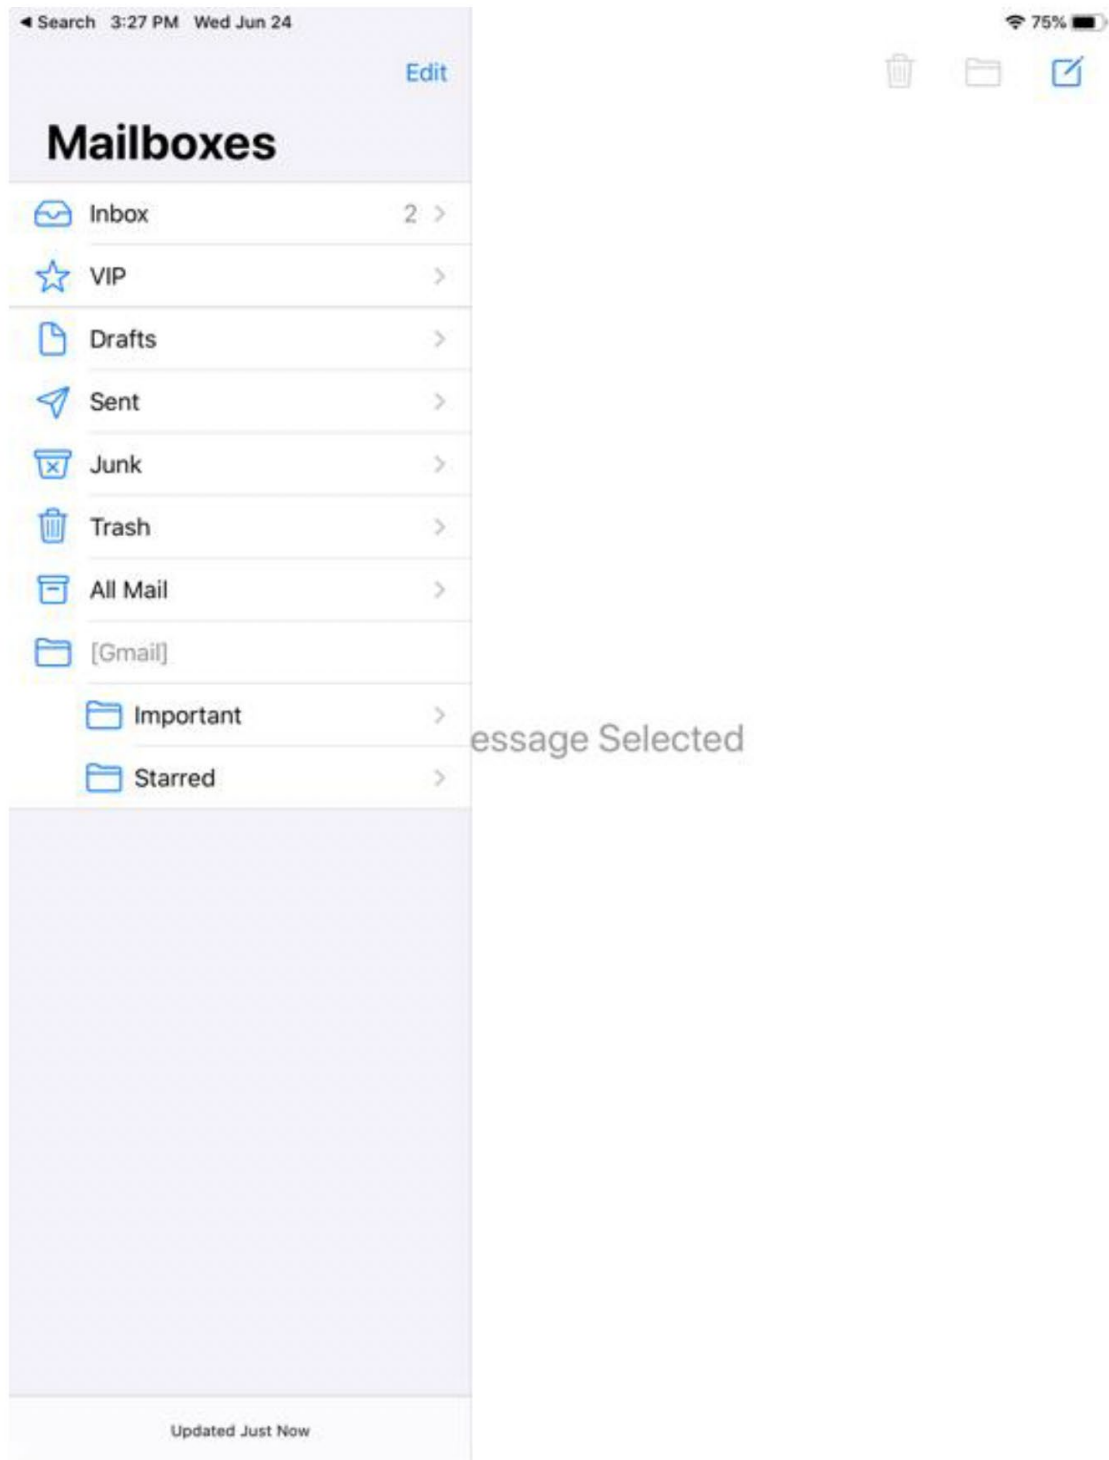 Search 3:27 PM Wed Jun 24 75%
Edit
Mailboxes
Inbox 2
VIP
Drafts
Sent
Junk
Trash
All Mail
[Gmail]
Important
Starred
essage Selected
Updated Just Now